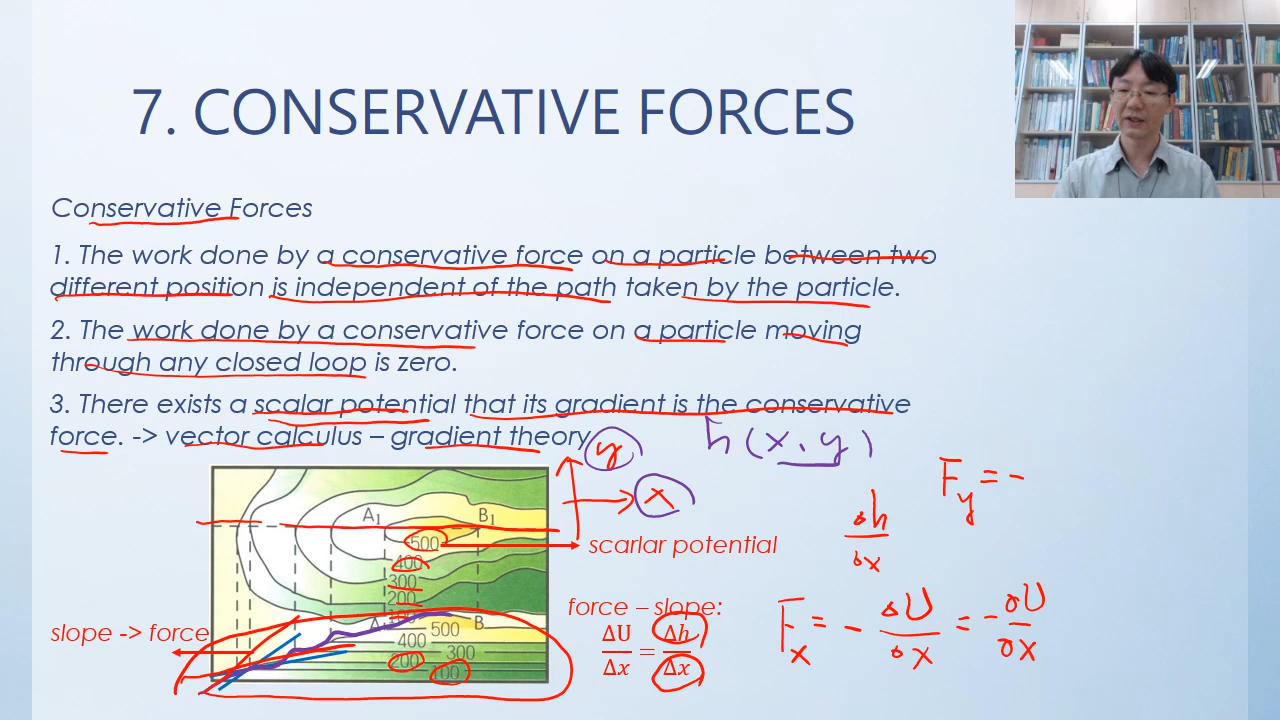 7. CONSERVATIVE FORCES
Conservative Forces
1. The work done by a conservative force on a particle between two
different position is independent of the path taken by the particle.
2. The work done by a conservative force on a particle moving
through any closed loop is zero.
3. There exists a scalar potential that its gradient is the conservative
force. -> vector calculus – gradient theory
y
h(x, y)
x
A1
B1
500
400
300
200
100
scarlar potential
Δh
Δx
F_y = -
slope -> force
A
B
500
400
300
200
100
force – slope:
ΔU/Δx = Δh/Δx
F_x = - ΔU/Δx = - ∂U/∂x